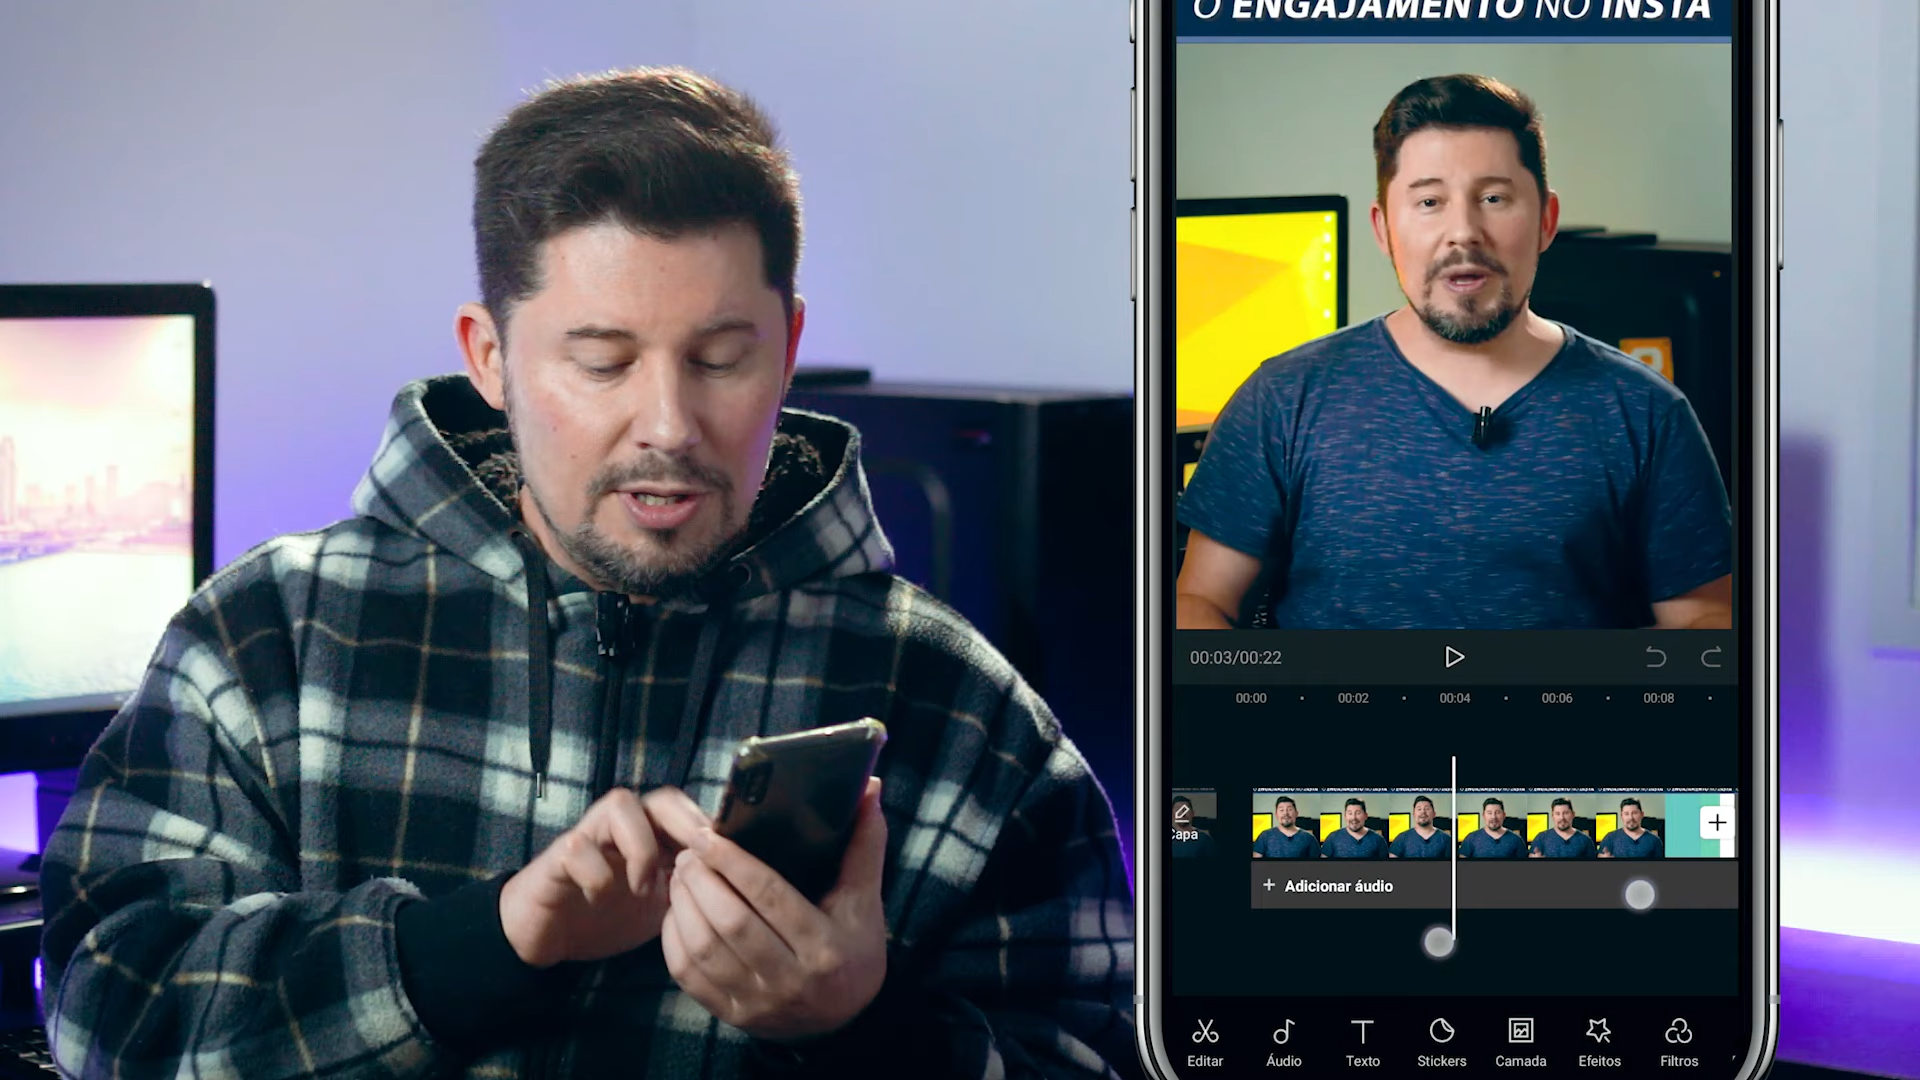 O ENGAJAMENTO NO INSTA
00:03/00:22
00:00 00:02 00:04 00:06 00:08
Capa
+ Adicionar áudio
Editar Áudio Texto Stickers Camada Efeitos Filtros